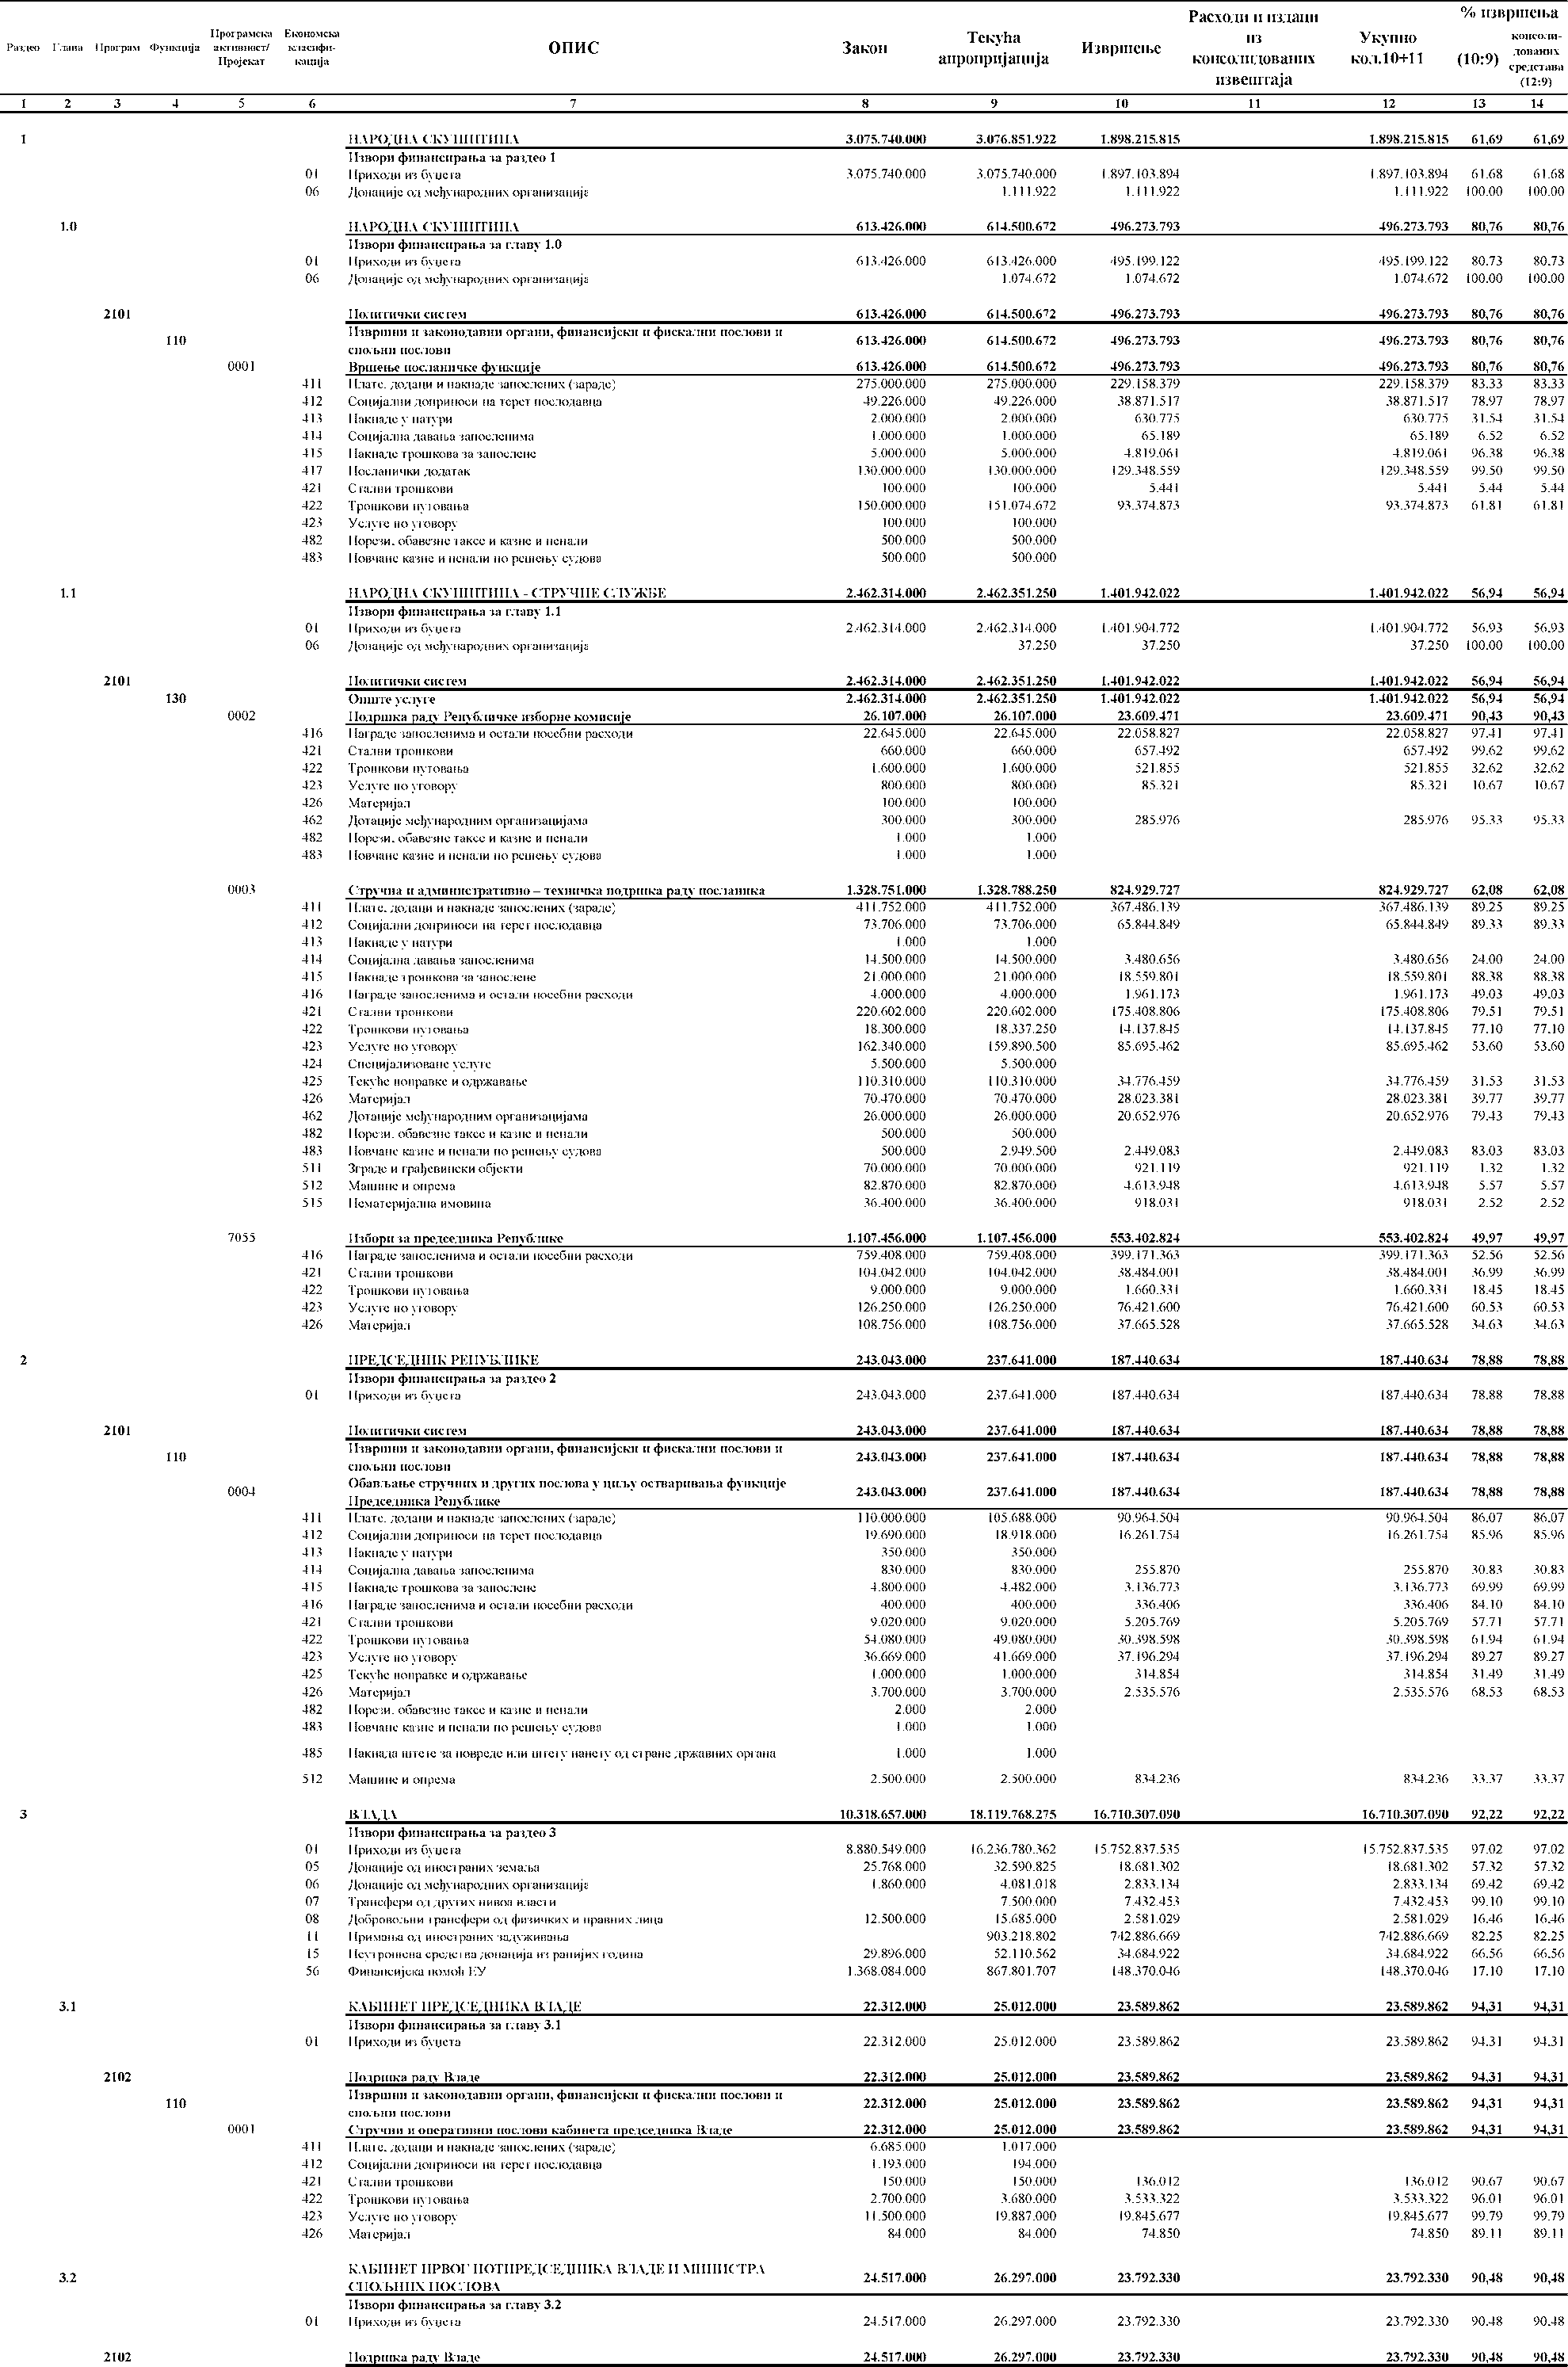 Раздео Глава Програм Функција Програмска активност/ Пројекат Економска класифи- кација ОПИС Закон Текућа апропријација Извршење Расходи и издаци из консолидованих извештаја Укупно кол.10+11 % извршења (10:9) консоли- дованих средстава (12:9)
1 2 3 4 5 6 7 8 9 10 11 12 13 14
1 НАРОДНА СКУПШТИНА 3.075.740.000 3.076.851.922 1.898.215.815 1.898.215.815 61,69 61,69
Извори финансирања за раздео 1
01 Приходи из буџета 3.075.740.000 3.075.740.000 1.897.103.894 1.897.103.894 61.68 61.68
06 Донације од међународних организација 1.111.922 1.111.922 1.111.922 100.00 100.00
1.0 НАРОДНА СКУПШТИНА 613.426.000 614.500.672 496.273.793 496.273.793 80,76 80,76
Извори финансирања за главу 1.0
01 Приходи из буџета 613.426.000 613.426.000 495.199.122 495.199.122 80.73 80.73
06 Донације од међународних организација 1.074.672 1.074.672 1.074.672 100.00 100.00
2101 Политички систем 613.426.000 614.500.672 496.273.793 496.273.793 80,76 80,76
110 Извршни и законодавни органи, финансијски и фискални послови и спољни послови 613.426.000 614.500.672 496.273.793 496.273.793 80,76 80,76
0001 Вршење посланичке функције 613.426.000 614.500.672 496.273.793 496.273.793 80,76 80,76
411 Плате, додаци и накнаде запослених (зараде) 275.000.000 275.000.000 229.158.379 229.158.379 83.33 83.33
412 Социјални доприноси на терет послодавца 49.226.000 49.226.000 38.871.517 38.871.517 78.97 78.97
413 Накнаде у натури 2.000.000 2.000.000 630.775 630.775 31.54 31.54
414 Социјална давања запосленима 1.000.000 1.000.000 65.189 65.189 6.52 6.52
415 Накнаде трошкова за запослене 5.000.000 5.000.000 4.819.061 4.819.061 96.38 96.38
417 Посланички додатак 130.000.000 130.000.000 129.348.559 129.348.559 99.50 99.50
421 Стални трошкови 100.000 100.000 5.441 5.441 5.44 5.44
422 Трошкови путовања 150.000.000 151.074.672 93.374.873 93.374.873 61.81 61.81
423 Услуге по уговору 100.000 100.000
482 Порези, обавезне таксе и казне и пенали 500.000 500.000
483 Новчане казне и пенали по решењу судова 500.000 500.000
1.1 НАРОДНА СКУПШТИНА - СТРУЧНЕ СЛУЖБЕ 2.462.314.000 2.462.351.250 1.401.942.022 1.401.942.022 56,94 56,94
Извори финансирања за главу 1.1
01 Приходи из буџета 2.462.314.000 2.462.314.000 1.401.904.772 1.401.904.772 56.93 56.93
06 Донације од међународних организација 37.250 37.250 37.250 100.00 100.00
2101 Политички систем 2.462.314.000 2.462.351.250 1.401.942.022 1.401.942.022 56,94 56,94
130 Опште услуге 2.462.314.000 2.462.351.250 1.401.942.022 1.401.942.022 56,94 56,94
0002 Подршка раду Републичке изборне комисије 26.107.000 26.107.000 23.609.471 23.609.471 90,43 90,43
416 Награде запосленима и остали посебни расходи 22.645.000 22.645.000 22.058.827 22.058.827 97.41 97.41
421 Стални трошкови 660.000 660.000 657.492 657.492 99.62 99.62
422 Трошкови путовања 1.600.000 1.600.000 521.855 521.855 32.62 32.62
423 Услуге по уговору 800.000 800.000 85.321 85.321 10.67 10.67
426 Материјал 100.000 100.000
462 Дотације међународним организацијама 300.000 300.000 285.976 285.976 95.33 95.33
482 Порези, обавезне таксе и казне и пенали 1.000 1.000
483 Новчане казне и пенали по решењу судова 1.000 1.000
0003 Стручна и административно – техничка подршка раду посланика 1.328.751.000 1.328.788.250 824.929.727 824.929.727 62,08 62,08
411 Плате, додаци и накнаде запослених (зараде) 411.752.000 411.752.000 367.486.139 367.486.139 89.25 89.25
412 Социјални доприноси на терет послодавца 73.706.000 73.706.000 65.844.849 65.844.849 89.33 89.33
413 Накнаде у натури 1.000 1.000
414 Социјална давања запосленима 14.500.000 14.500.000 3.480.656 3.480.656 24.00 24.00
415 Накнаде трошкова за запослене 21.000.000 21.000.000 18.559.801 18.559.801 88.38 88.38
416 Награде запосленима и остали посебни расходи 4.000.000 4.000.000 1.961.173 1.961.173 49.03 49.03
421 Стални трошкови 220.602.000 220.602.000 175.408.806 175.408.806 79.51 79.51
422 Трошкови путовања 18.300.000 18.337.250 14.137.845 14.137.845 77.10 77.10
423 Услуге по уговору 162.340.000 159.890.500 85.695.462 85.695.462 53.60 53.60
424 Специјализоване услуге 5.500.000 5.500.000
425 Текуће поправке и одржавање 110.310.000 110.310.000 34.776.459 34.776.459 31.53 31.53
426 Материјал 70.470.000 70.470.000 28.023.381 28.023.381 39.77 39.77
462 Дотације међународним организацијама 26.000.000 26.000.000 20.652.976 20.652.976 79.43 79.43
482 Порези, обавезне таксе и казне и пенали 500.000 500.000
483 Новчане казне и пенали по решењу судова 500.000 2.949.500 2.449.083 2.449.083 83.03 83.03
511 Зграде и грађевински објекти 70.000.000 70.000.000 921.119 921.119 1.32 1.32
512 Машине и опрема 82.870.000 82.870.000 4.613.948 4.613.948 5.57 5.57
515 Нематеријална имовина 36.400.000 36.400.000 918.031 918.031 2.52 2.52
7055 Избори за председника Републике 1.107.456.000 1.107.456.000 553.402.824 553.402.824 49,97 49,97
416 Награде запосленима и остали посебни расходи 759.408.000 759.408.000 399.171.363 399.171.363 52.56 52.56
421 Стални трошкови 104.042.000 104.042.000 38.484.001 38.484.001 36.99 36.99
422 Трошкови путовања 9.000.000 9.000.000 1.660.331 1.660.331 18.45 18.45
423 Услуге по уговору 126.250.000 126.250.000 76.421.600 76.421.600 60.53 60.53
426 Материјал 108.756.000 108.756.000 37.665.528 37.665.528 34.63 34.63
2 ПРЕДСЕДНИК РЕПУБЛИКЕ 243.043.000 237.641.000 187.440.634 187.440.634 78,88 78,88
Извори финансирања за раздео 2
01 Приходи из буџета 243.043.000 237.641.000 187.440.634 187.440.634 78.88 78.88
2101 Политички систем 243.043.000 237.641.000 187.440.634 187.440.634 78,88 78,88
110 Извршни и законодавни органи, финансијски и фискални послови и спољни послови 243.043.000 237.641.000 187.440.634 187.440.634 78,88 78,88
0004 Обављање стручних и других послова у циљу остваривања функције Председника Републике 243.043.000 237.641.000 187.440.634 187.440.634 78,88 78,88
411 Плате, додаци и накнаде запослених (зараде) 110.000.000 105.688.000 90.964.504 90.964.504 86.07 86.07
412 Социјални доприноси на терет послодавца 19.690.000 18.918.000 16.261.754 16.261.754 85.96 85.96
413 Накнаде у натури 350.000 350.000
414 Социјална давања запосленима 830.000 830.000 255.870 255.870 30.83 30.83
415 Накнаде трошкова за запослене 4.800.000 4.482.000 3.136.773 3.136.773 69.99 69.99
416 Награде запосленима и остали посебни расходи 400.000 400.000 336.406 336.406 84.10 84.10
421 Стални трошкови 9.020.000 9.020.000 5.205.769 5.205.769 57.71 57.71
422 Трошкови путовања 54.080.000 49.080.000 30.398.598 30.398.598 61.94 61.94
423 Услуге по уговору 36.669.000 41.669.000 37.196.294 37.196.294 89.27 89.27
425 Текуће поправке и одржавање 1.000.000 1.000.000 314.854 314.854 31.49 31.49
426 Материјал 3.700.000 3.700.000 2.535.576 2.535.576 68.53 68.53
482 Порези, обавезне таксе и казне и пенали 2.000 2.000
483 Новчане казне и пенали по решењу судова 1.000 1.000
485 Накнада штете за повреде или штету нанету од стране државних органа 1.000 1.000
512 Машине и опрема 2.500.000 2.500.000 834.236 834.236 33.37 33.37
3 ВЛАДА 10.318.657.000 18.119.768.275 16.710.307.090 16.710.307.090 92,22 92,22
Извори финансирања за раздео 3
01 Приходи из буџета 8.880.549.000 16.236.780.362 15.752.837.535 15.752.837.535 97.02 97.02
05 Донације од иностраних земаља 25.768.000 32.590.825 18.681.302 18.681.302 57.32 57.32
06 Донације од међународних организација 1.860.000 4.081.018 2.833.134 2.833.134 69.42 69.42
07 Трансфери од других нивоа власти 7.500.000 7.432.453 7.432.453 99.10 99.10
08 Добровољни трансфери од физичких и правних лица 12.500.000 15.685.000 2.581.029 2.581.029 16.46 16.46
11 Примања од иностраних задуживања 903.218.802 742.886.669 742.886.669 82.25 82.25
15 Неутрошена средства донација из ранијих година 29.896.000 52.110.562 34.684.922 34.684.922 66.56 66.56
56 Финансијска помоћ ЕУ 1.368.084.000 867.801.707 148.370.046 148.370.046 17.10 17.10
3.1 КАБИНЕТ ПРЕДСЕДНИКА ВЛАДЕ 22.312.000 25.012.000 23.589.862 23.589.862 94,31 94,31
Извори финансирања за главу 3.1
01 Приходи из буџета 22.312.000 25.012.000 23.589.862 23.589.862 94.31 94.31
2102 Подршка раду Владе 22.312.000 25.012.000 23.589.862 23.589.862 94,31 94,31
110 Извршни и законодавни органи, финансијски и фискални послови и спољни послови 22.312.000 25.012.000 23.589.862 23.589.862 94,31 94,31
0001 Стручни и оперативни послови кабинета председника Владе 22.312.000 25.012.000 23.589.862 23.589.862 94,31 94,31
411 Плате, додаци и накнаде запослених (зараде) 6.685.000 1.017.000
412 Социјални доприноси на терет послодавца 1.193.000 194.000
421 Стални трошкови 150.000 150.000 136.012 136.012 90.67 90.67
422 Трошкови путовања 2.700.000 3.680.000 3.533.322 3.533.322 96.01 96.01
423 Услуге по уговору 11.500.000 19.887.000 19.845.677 19.845.677 99.79 99.79
426 Материјал 84.000 84.000 74.850 74.850 89.11 89.11
3.2 КАБИНЕТ ПРВОГ ПОТПРЕДСЕДНИКА ВЛАДЕ И МИНИСТРА СПОЉНИХ ПОСЛОВА 24.517.000 26.297.000 23.792.330 23.792.330 90,48 90,48
Извори финансирања за главу 3.2
01 Приходи из буџета 24.517.000 26.297.000 23.792.330 23.792.330 90.48 90.48
2102 Подршка раду Владе 24.517.000 26.297.000 23.792.330 23.792.330 90,48 90,48